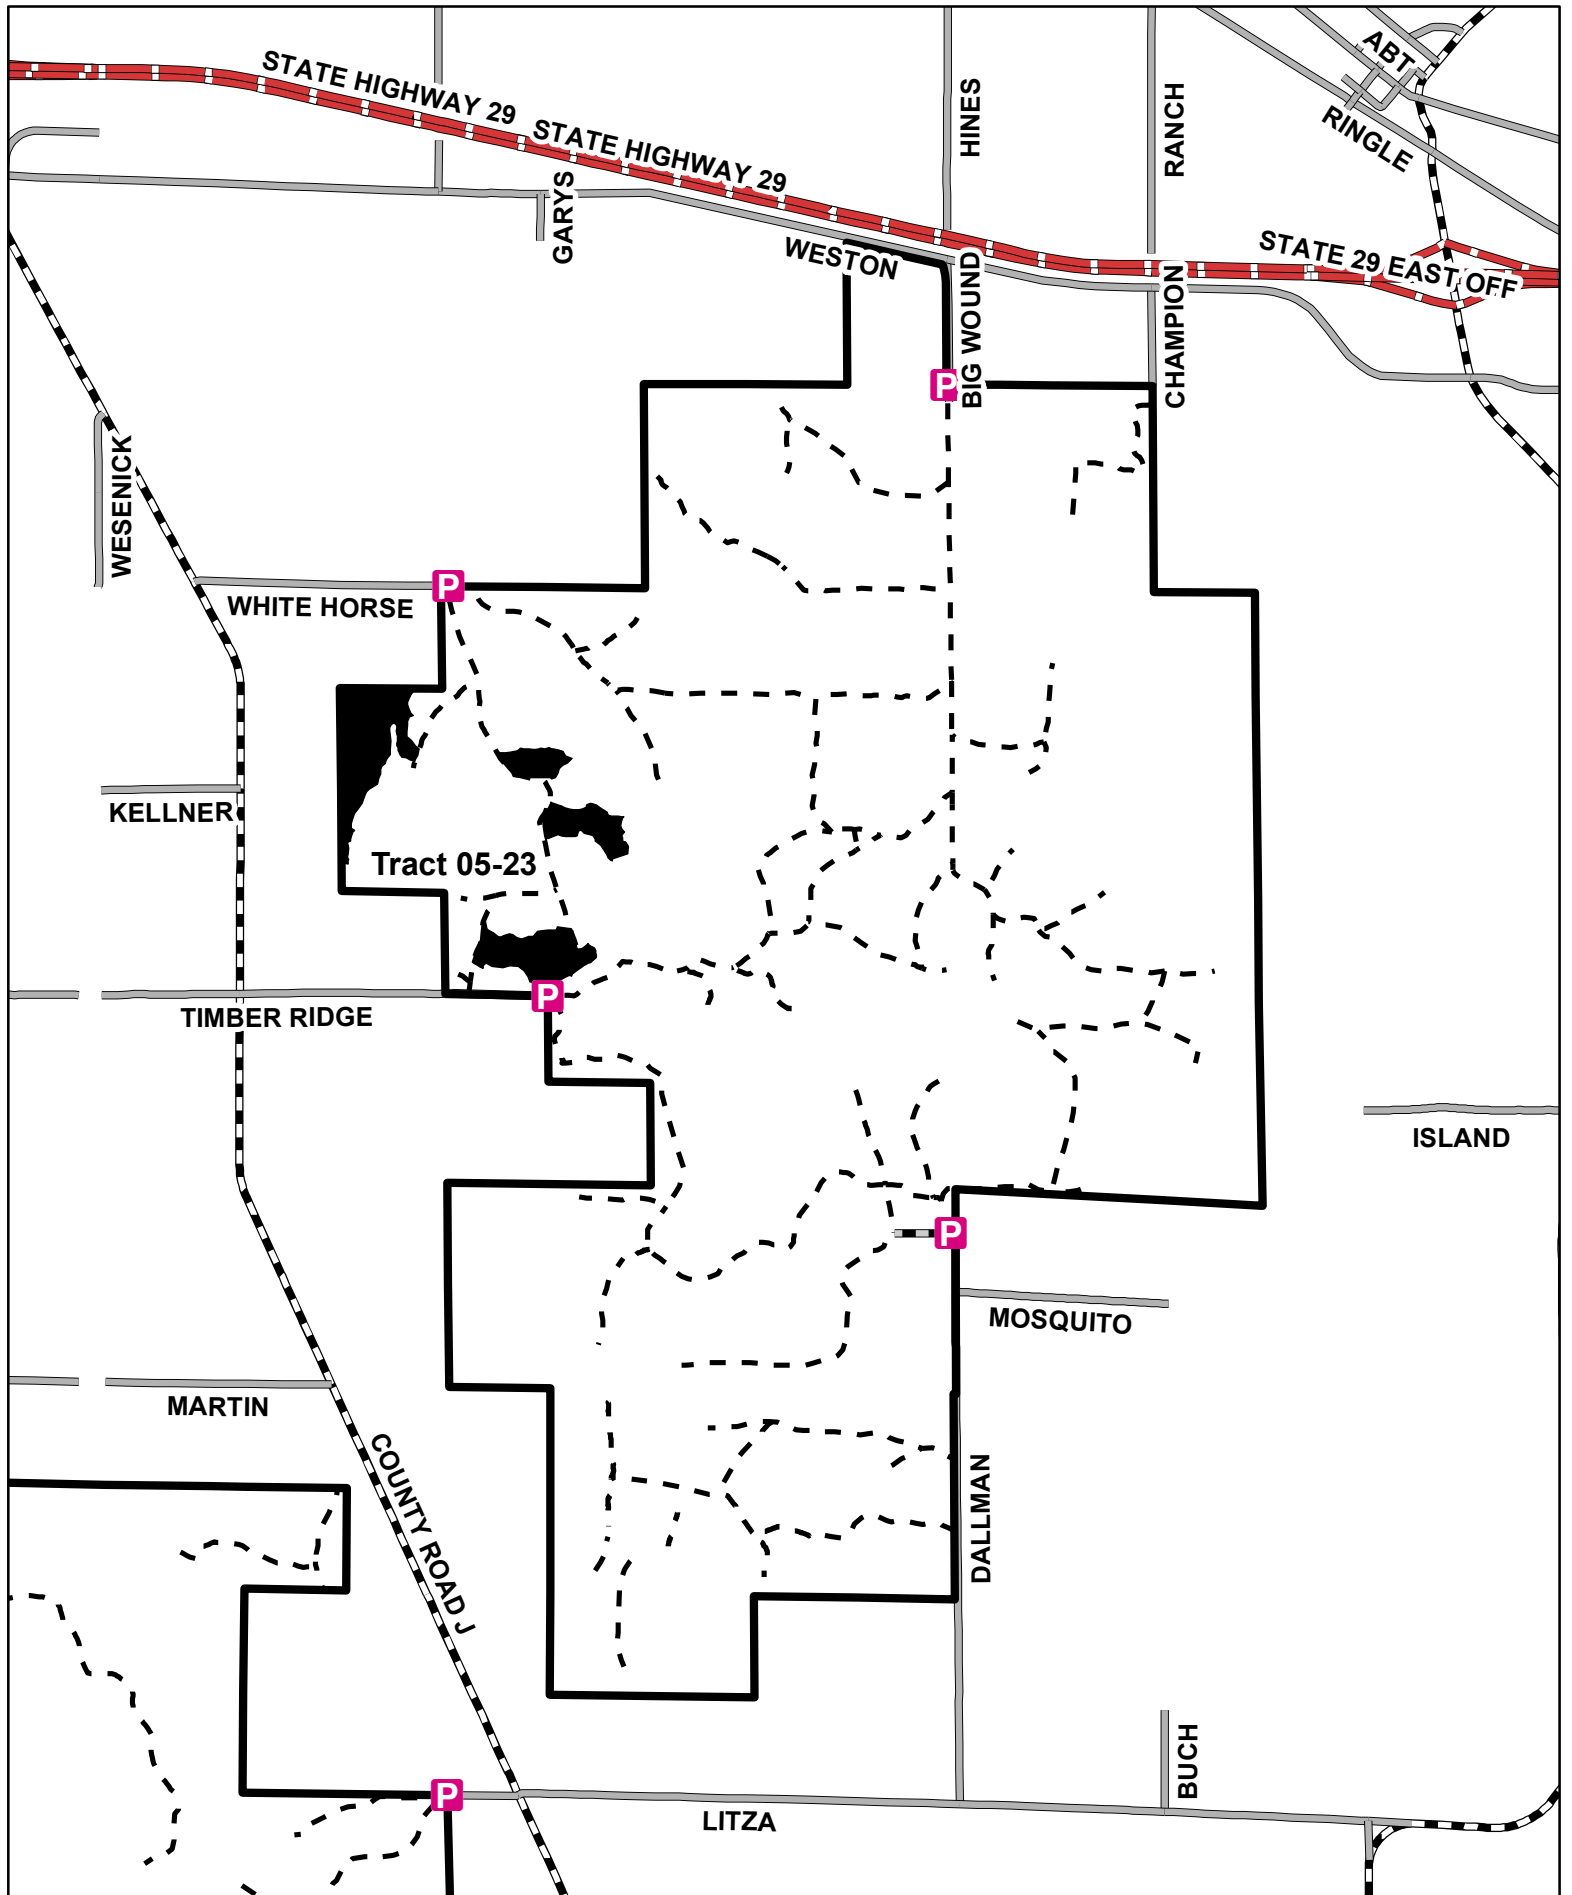 STATE HIGHWAY 29
STATE HIGHWAY 29
HINES
RANCH
ABT
RINGLE
GARYS
WESTON
BIG WOUND
CHAMPION
STATE 29 EAST OFF
P
WESENICK
P
WHITE HORSE
KELLNER
Tract 05-23
P
TIMBER RIDGE
ISLAND
P
MOSQUITO
MARTIN
COUNTY ROAD J
DALLMAN
BUCH
P
LITZA